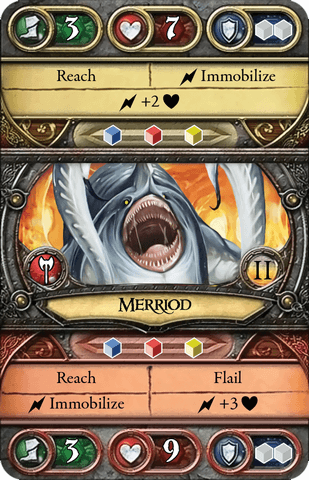 3 7
Reach Immobilize
+2
MERRIOD
II
Reach Flail
Immobilize +3
3 9